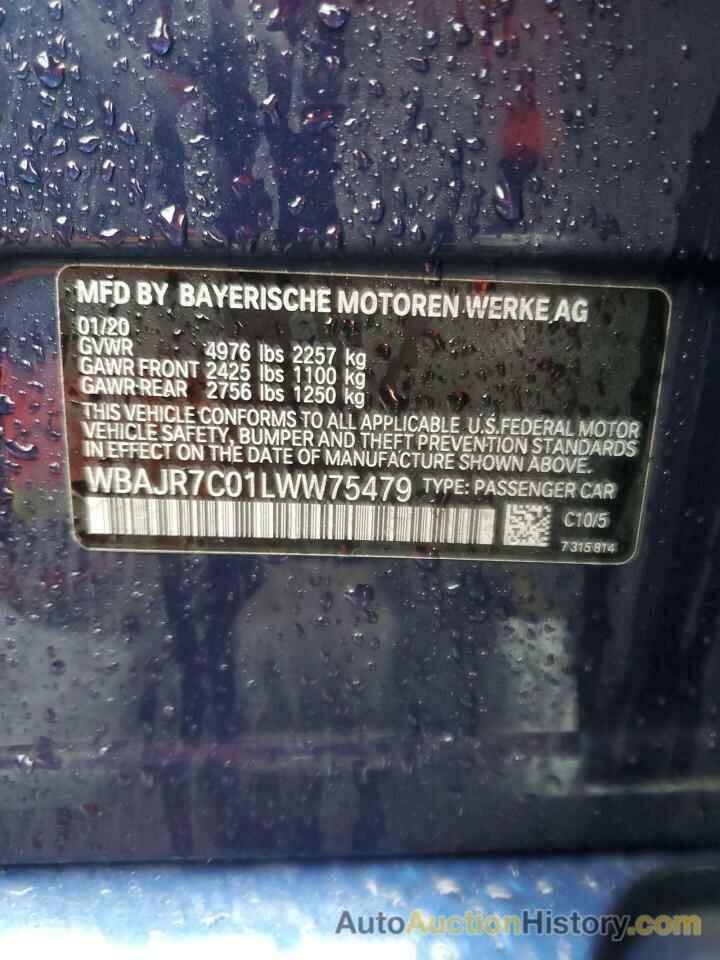 MFD BY BAYERISCHE MOTOREN WERKE AG
01/20
GVWR 4976 lbs 2257 kg
GAWR FRONT 2425 lbs 1100 kg
GAWR-REAR 2756 lbs 1250 kg
THIS VEHICLE CONFORMS TO ALL APPLICABLE U.S.FEDERAL MOTOR
VEHICLE SAFETY, BUMPER AND THEFT PREVENTION STANDARDS
IN EFFECT ON THE DATE OF MANUFACTURE SHOWN ABOVE.
WBAJR7C01LWW75479 TYPE: PASSENGER CAR
C10/5
7 315 814
AutoAuctionHistory.com